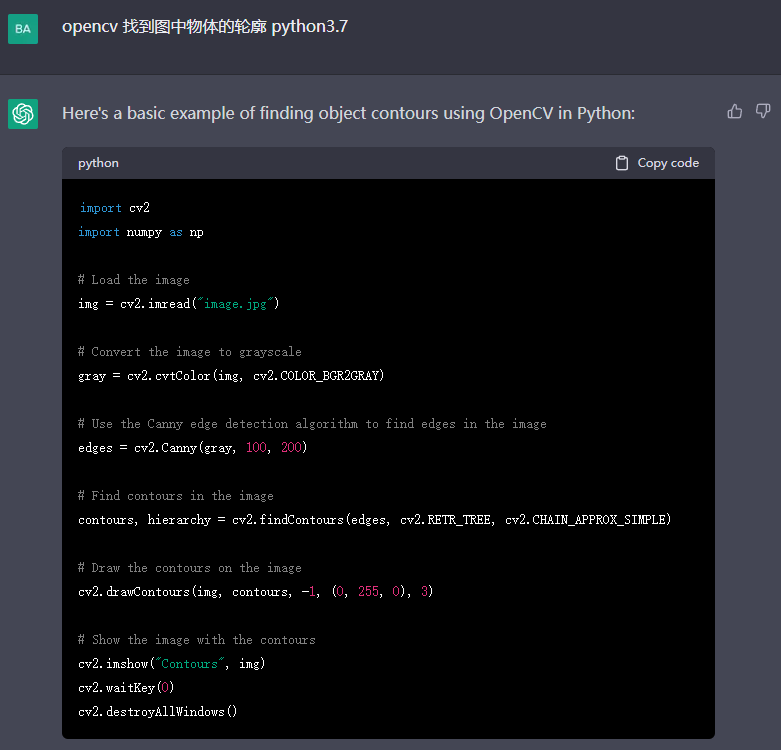 BA
opencv 找到图中物体的轮廓 python3.7
Here's a basic example of finding object contours using OpenCV in Python:
python
Copy code
import cv2
import numpy as np
# Load the image
img = cv2.imread("image.jpg")
# Convert the image to grayscale
gray = cv2.cvtColor(img, cv2.COLOR_BGR2GRAY)
# Use the Canny edge detection algorithm to find edges in the image
edges = cv2.Canny(gray, 100, 200)
# Find contours in the image
contours, hierarchy = cv2.findContours(edges, cv2.RETR_TREE, cv2.CHAIN_APPROX_SIMPLE)
# Draw the contours on the image
cv2.drawContours(img, contours, -1, (0, 255, 0), 3)
# Show the image with the contours
cv2.imshow("Contours", img)
cv2.waitKey(0)
cv2.destroyAllWindows()